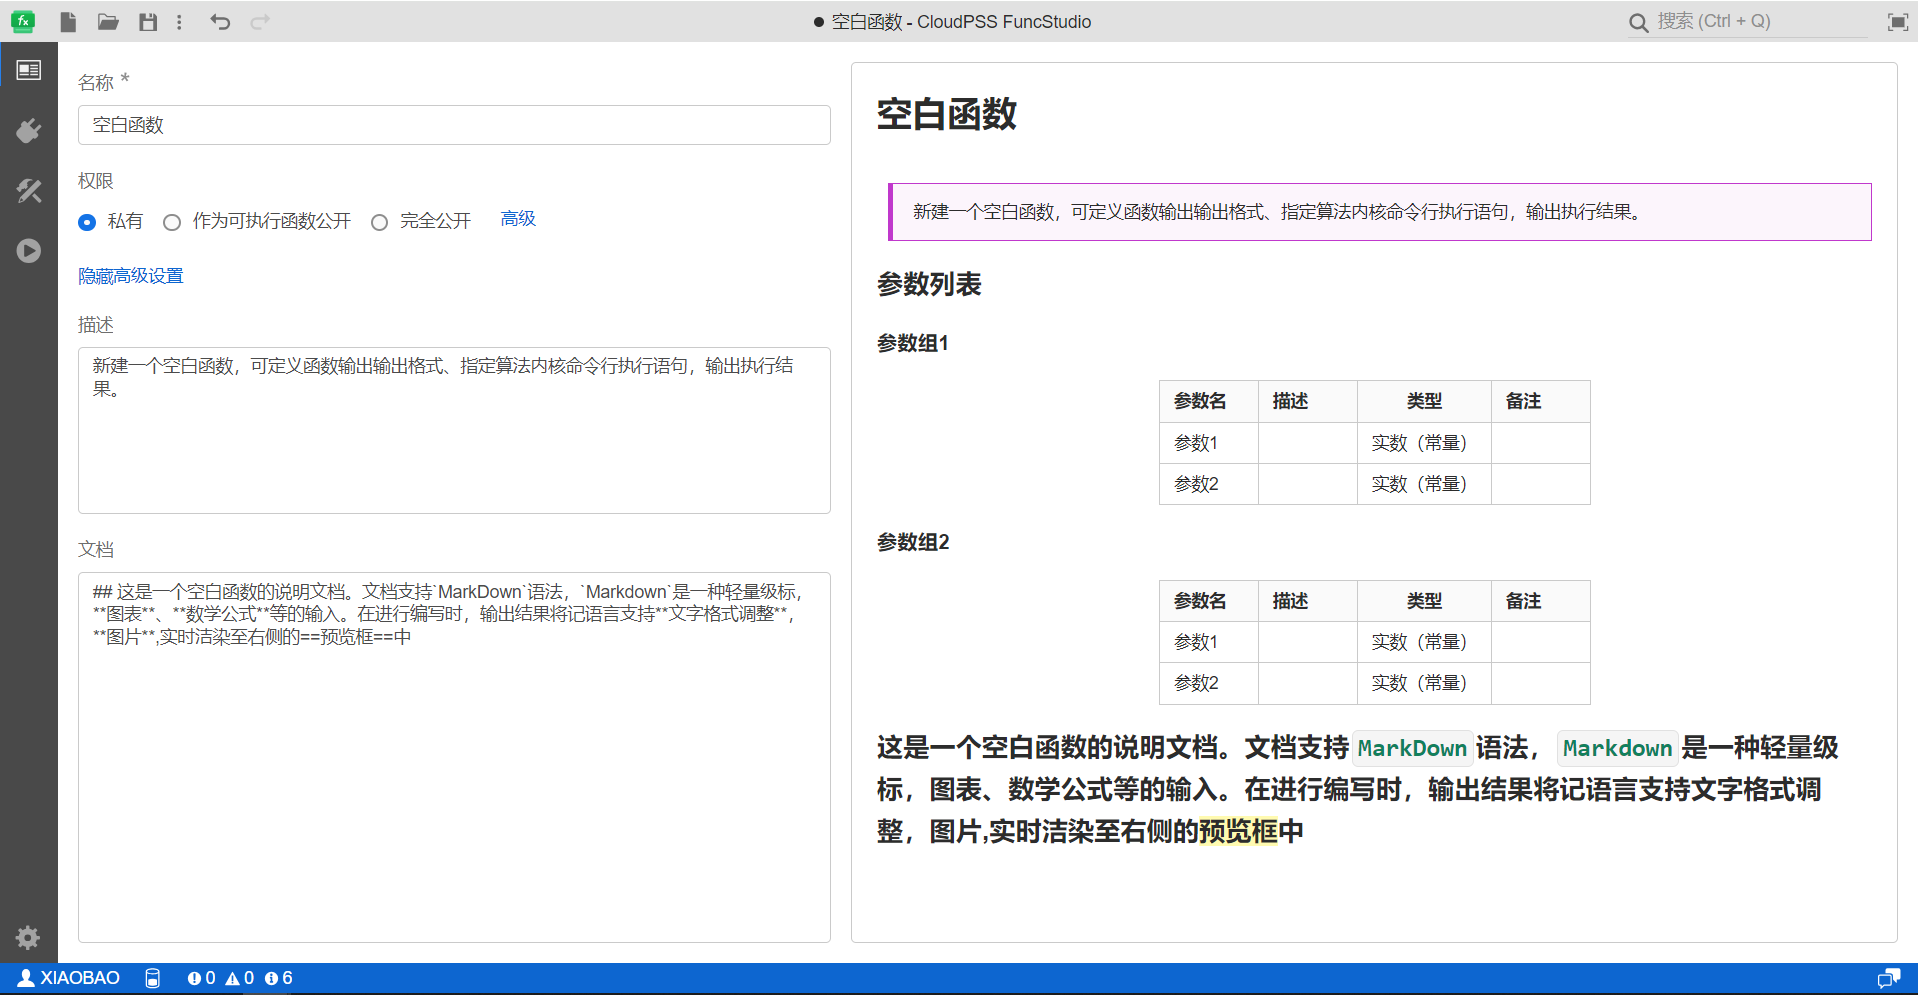 ● 空白函数 - CloudPSS FuncStudio
搜索 (Ctrl + Q)
名称 *
空白函数
权限
私有 作为可执行函数公开 完全公开 高级
隐藏高级设置
描述
新建一个空白函数，可定义函数输出输出格式、指定算法内核命令行执行语句，输出执行结
果。
文档
## 这是一个空白函数的说明文档。文档支持`MarkDown`语法，`Markdown`是一种轻量级标，
**图表**、**数学公式**等的输入。在进行编写时，输出结果将记语言支持**文字格式调整**，
**图片**,实时洁染至右侧的==预览框==中
空白函数
新建一个空白函数，可定义函数输出输出格式、指定算法内核命令行执行语句，输出执行结果。
参数列表
参数组1
参数名 描述 类型 备注
参数1 实数（常量）
参数2 实数（常量）
参数组2
参数名 描述 类型 备注
参数1 实数（常量）
参数2 实数（常量）
这是一个空白函数的说明文档。文档支持 MarkDown 语法， Markdown 是一种轻量级
标，图表、数学公式等的输入。在进行编写时，输出结果将记语言支持文字格式调
整，图片,实时洁染至右侧的预览框中
XIAOBAO 0 0 6